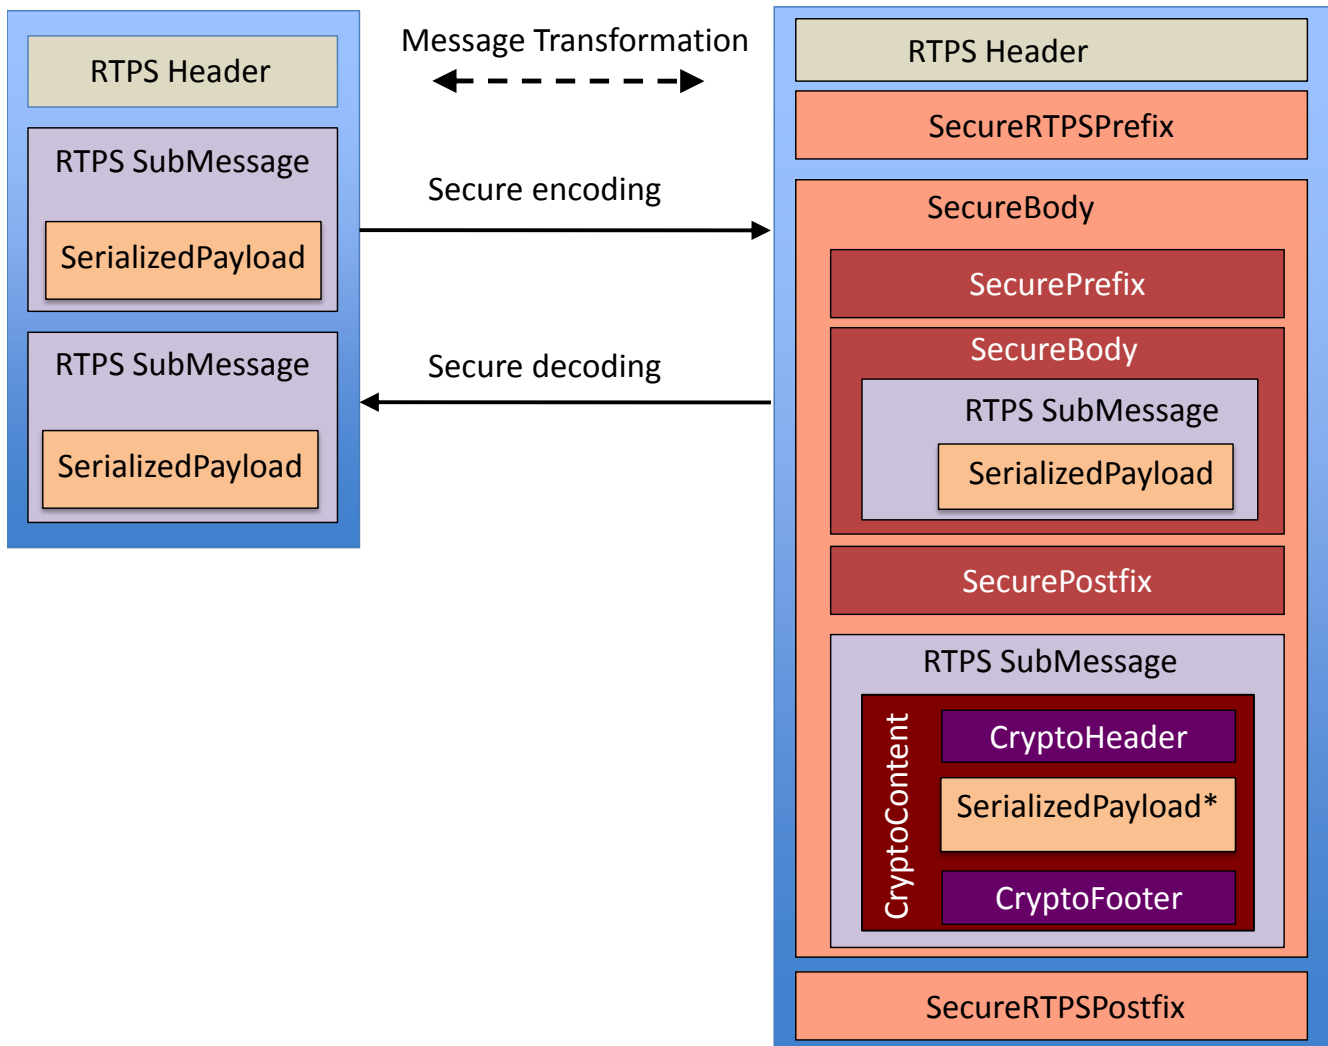 RTPS Header
RTPS SubMessage
SerializedPayload
RTPS SubMessage
SerializedPayload
Message Transformation
Secure encoding
Secure decoding
RTPS Header
SecureRTPSPrefix
SecureBody
SecurePrefix
SecureBody
RTPS SubMessage
SerializedPayload
SecurePostfix
RTPS SubMessage
CryptoContent
CryptoHeader
SerializedPayload*
CryptoFooter
SecureRTPSPostfix